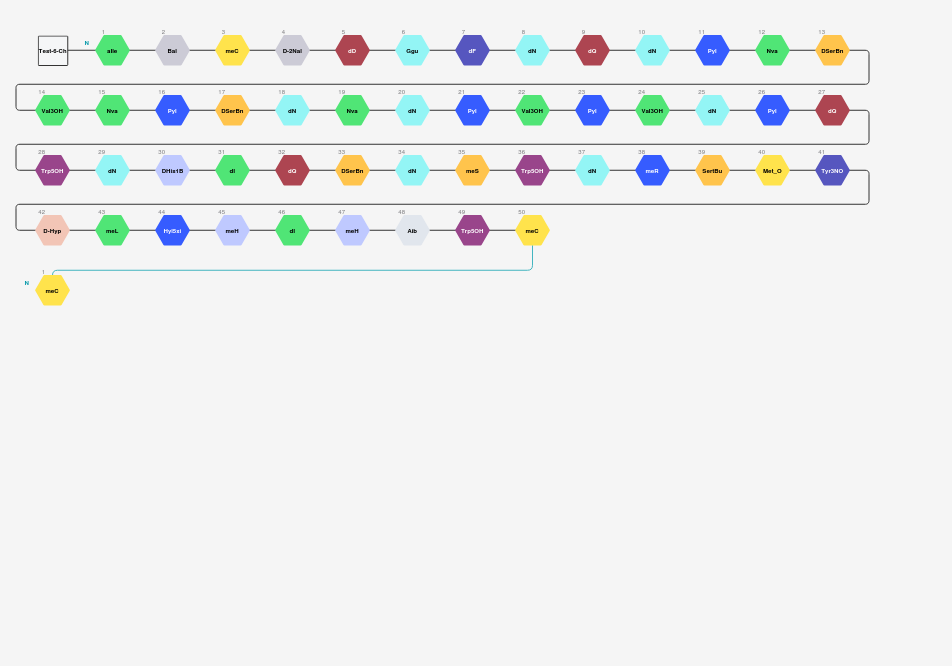 1 2 3 4 5 6 7 8 9 10 11 12 13
Test-6-Ch N aIle Bal meC D-2Nal dD Ggu dF dN dQ dN Pyl Nva DSerBn
14 15 16 17 18 19 20 21 22 23 24 25 26 27
Val3OH Nva Pyl DSerBn dN Nva dN Pyl Val3OH Pyl Val3OH dN Pyl dQ
28 29 30 31 32 33 34 35 36 37 38 39 40 41
Trp5OH dN DHis1B dI dQ DSerBn dN meS Trp5OH dN meR SertBu Met_O Tyr3NO
42 43 44 45 46 47 48 49 50
D-Hyp meL Hyl5xi meH dI meH Aib Trp5OH meC
1
N meC